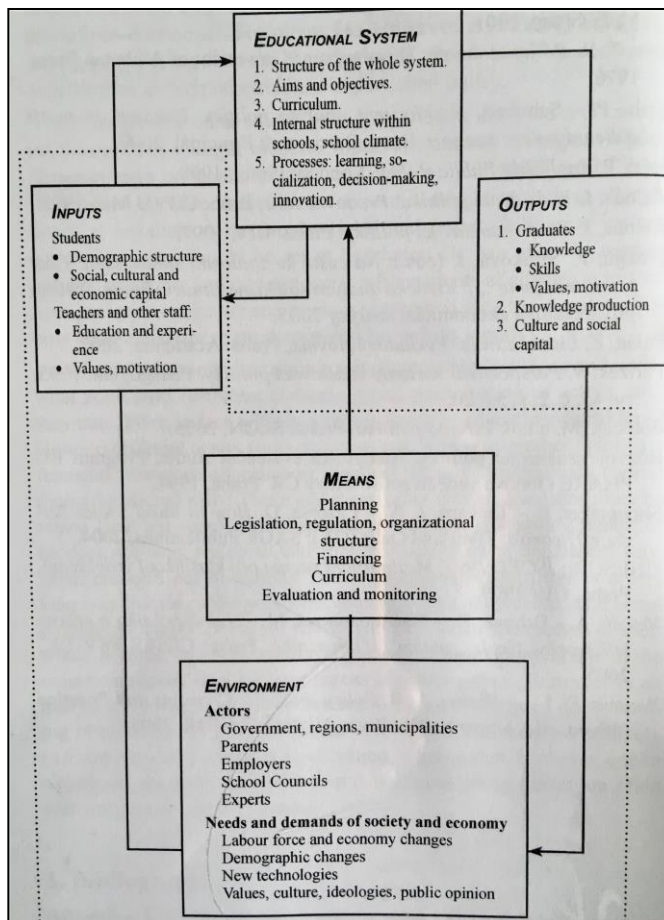 EDUCATIONAL SYSTEM
1. Structure of the whole system.
2. Aims and objectives.
3. Curriculum.
4. Internal structure within
schools, school climate.
5. Processes: learning, so-
cialization, decision-making,
innovation.
INPUTS
Students
• Demographic structure
• Social, cultural and
economic capital
Teachers and other staff:
• Education and experi-
ence
• Values, motivation
OUTPUTS
1. Graduates
• Knowledge
• Skills
• Values, motivation
2. Knowledge production
3. Culture and social
capital
MEANS
Planning
Legislation, regulation, organizational
structure
Financing
Curriculum
Evaluation and monitoring
ENVIRONMENT
Actors
Government, regions, municipalities
Parents
Employers
School Councils
Experts
Needs and demands of society and economy
Labour force and economy changes
Demographic changes
New technologies
Values, culture, ideologies, public opinion